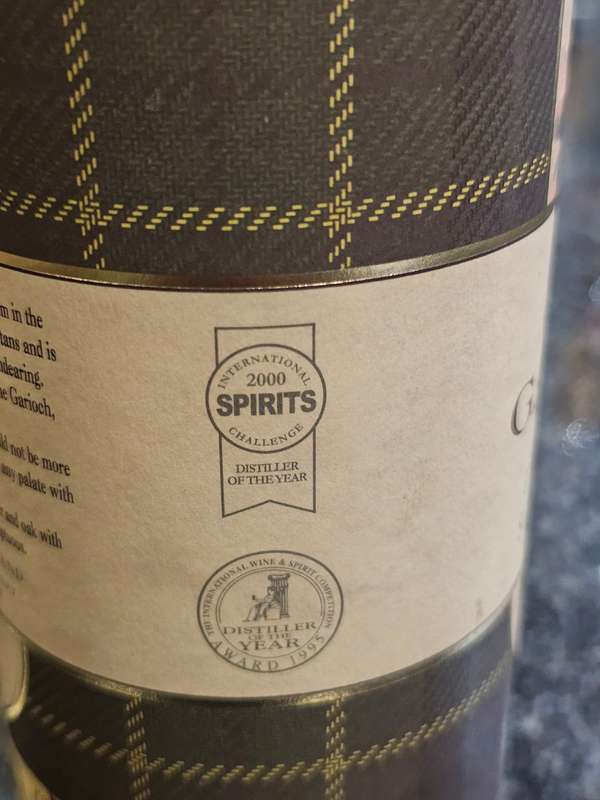 m in the
tans and is
ndearing,
e Garioch,
ld not be more
any palate with
and oak with
INTERNATIONAL
2000
SPIRITS
CHALLENGE
DISTILLER
OF THE YEAR
THE INTERNATIONAL WINE & SPIRIT COMPETITION
DISTILLER
OF THE
YEAR
AWARD 1995
G